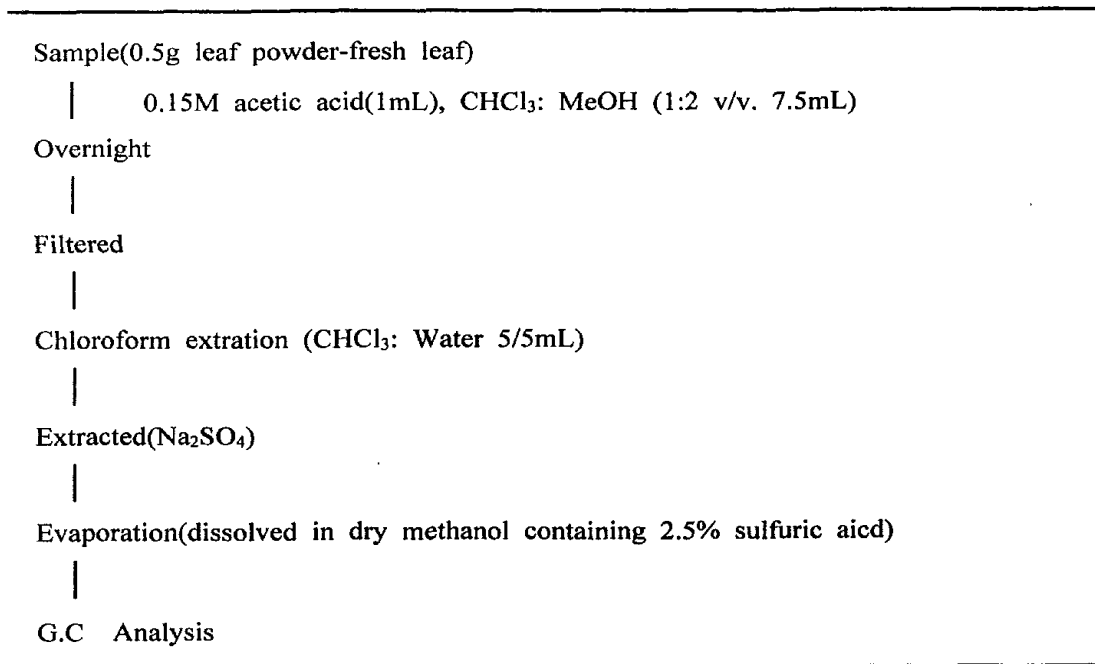 Sample(0.5g leaf powder-fresh leaf)
0.15M acetic acid(1mL), CHCl₃: MeOH (1:2 v/v. 7.5mL)
Overnight
Filtered
Chloroform extration (CHCl₃: Water 5/5mL)
Extracted(Na₂SO₄)
Evaporation(dissolved in dry methanol containing 2.5% sulfuric aicd)
G.C Analysis